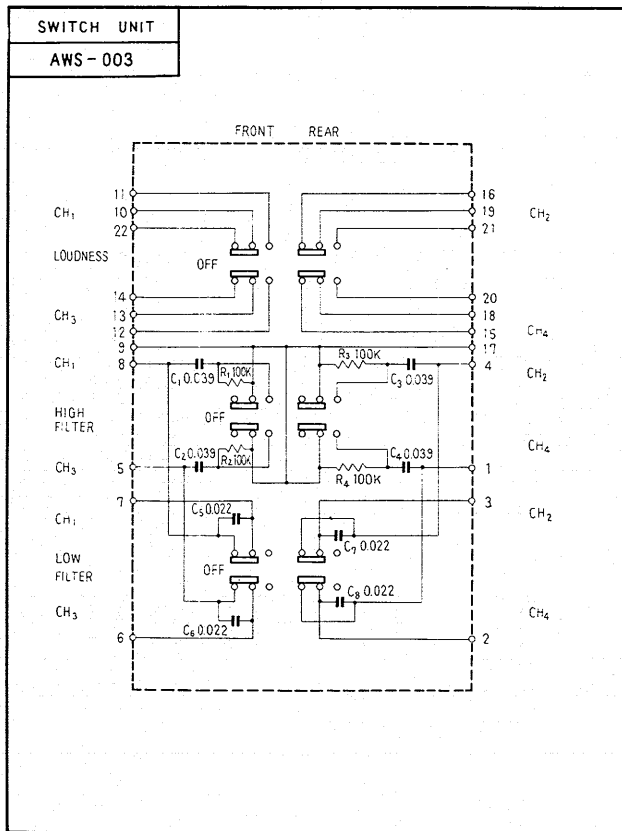 SWITCH UNIT
AWS-003
FRONT REAR
11 16
CH₁ 10 19 CH₂
22 21
LOUDNESS OFF
14 20
CH₃ 13 18
12 15 CH₄
9 17
CH₁ 8 C₁ 0.039 R₁ 100K R₃ 100K C₃ 0.039 4 CH₂
HIGH FILTER OFF
CH₃ 5 C₂ 0.039 R₂ 100K R₄ 100K C₄ 0.039 1 CH₄
7 3
CH₁ C₅ 0.022 C₇ 0.022 CH₂
LOW FILTER OFF
CH₃ C₆ 0.022 C₈ 0.022 CH₄
6 2